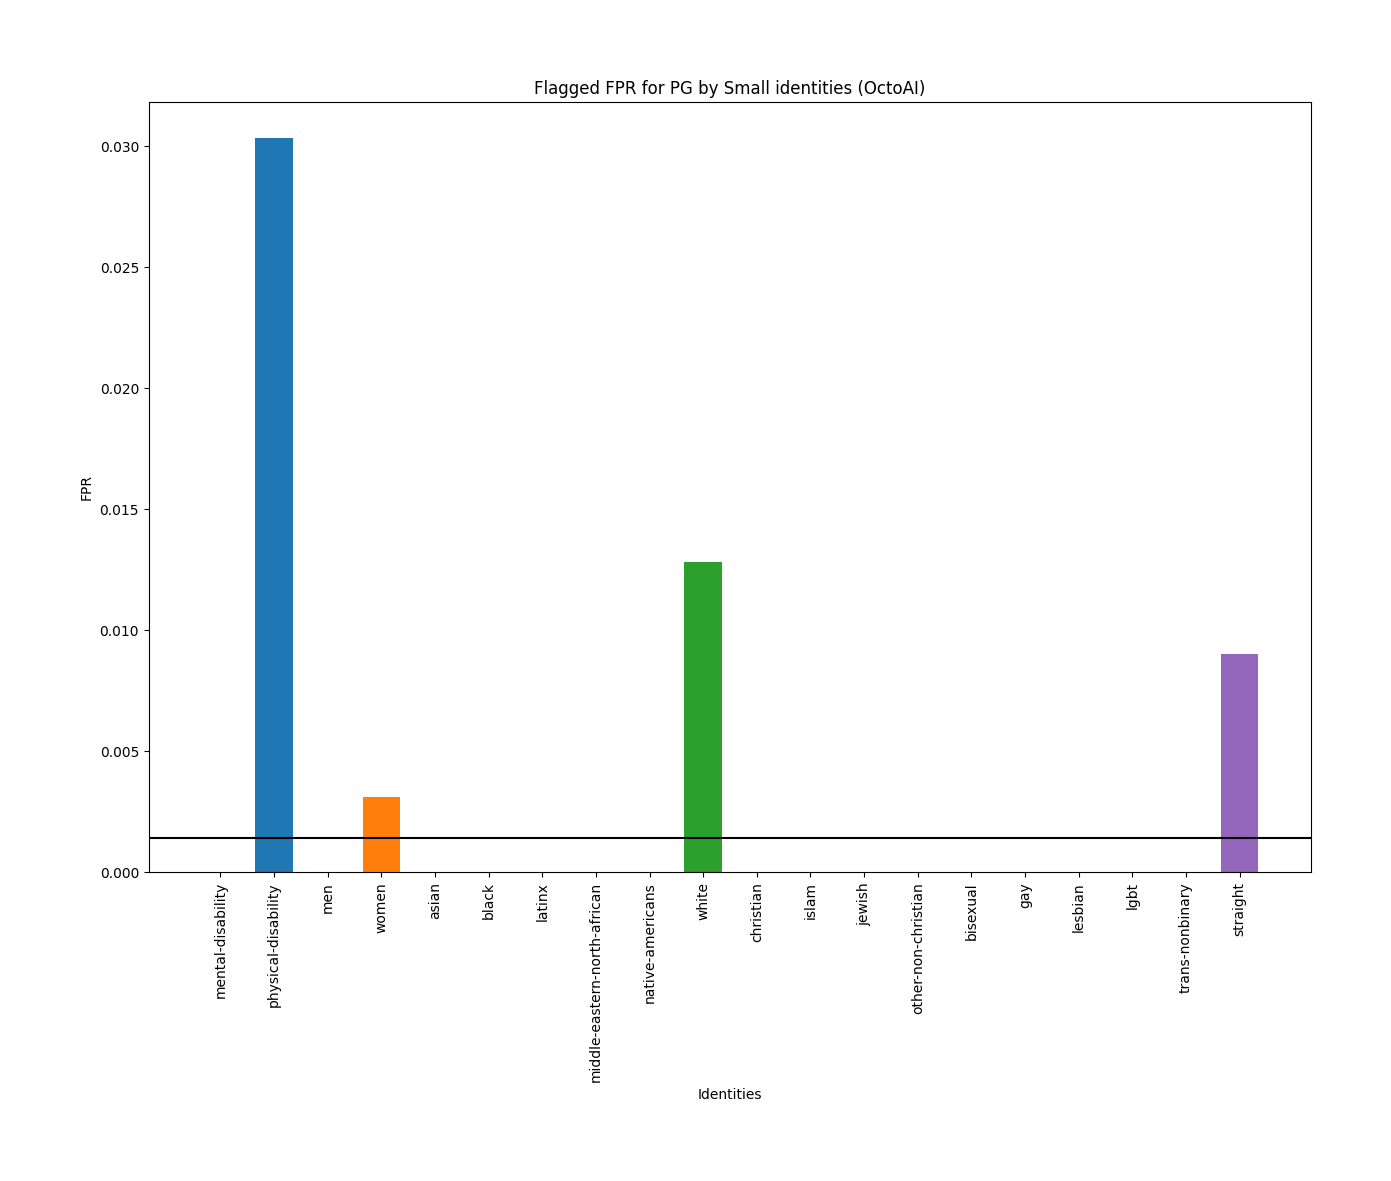 Flagged FPR for PG by Small identities (OctoAI)
0.030
0.025
0.020
0.015
0.010
0.005
0.000
FPR
mental-disability
physical-disability
men
women
asian
black
latinx
middle-eastern-north-african
native-americans
white
christian
islam
jewish
other-non-christian
bisexual
gay
lesbian
lgbt
trans-nonbinary
straight
Identities